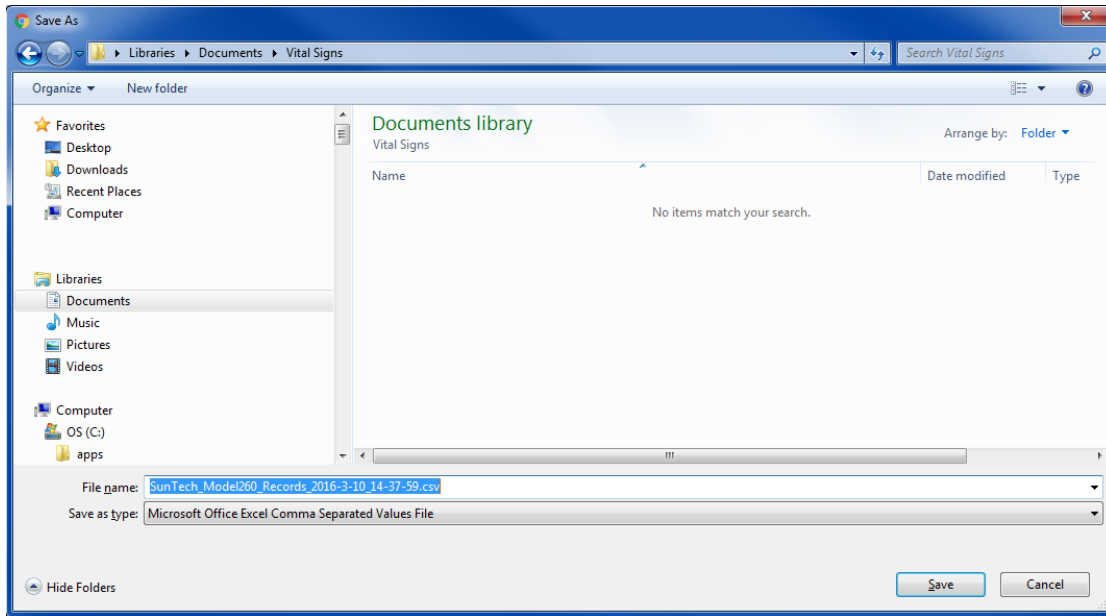 Save As
Libraries ▸ Documents ▸ Vital Signs
Search Vital Signs
Organize
New folder
Favorites
Desktop
Downloads
Recent Places
Computer
Libraries
Documents
Music
Pictures
Videos
Computer
OS (C:)
apps
Documents library
Vital Signs
Arrange by: Folder
Name Date modified Type
No items match your search.
File name: SunTech_Model260_Records_2016-3-10_14-37-59.csv
Save as type: Microsoft Office Excel Comma Separated Values File
Hide Folders
Save Cancel